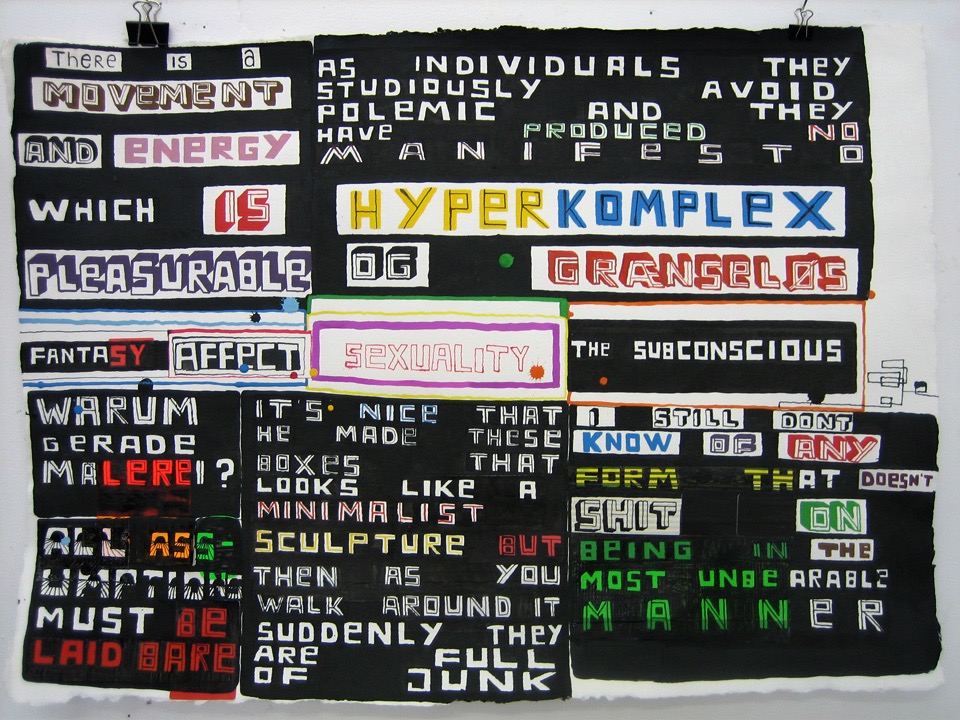 THERE IS A
MOVEMENT
AND ENERGY
WHICH IS
PLEASURABLE
AS INDIVIDUALS THEY
STUDIOUSLY AVOID
POLEMIC AND THEY
HAVE PRODUCED NO
MANIFESTO
HYPERKOMPLEX
OG
GRÆNSELØS
FANTASY AFFECT
SEXUALITY
THE SUBCONSCIOUS
WARUM
GERADE
MALEREI?
ALL ASS-
UMPTIONS
MUST BE
LAID BARE
IT'S NICE THAT
HE MADE THESE
BOXES THAT
LOOKS LIKE A
MINIMALIST
SCULPTURE BUT
THEN AS YOU
WALK AROUND IT
SUDDENLY THEY
ARE FULL
OF JUNK
I STILL DONT
KNOW OF ANY
FORM THAT DOESN'T
SHIT ON
BEING IN THE
MOST UNBEARABLE
MANNER